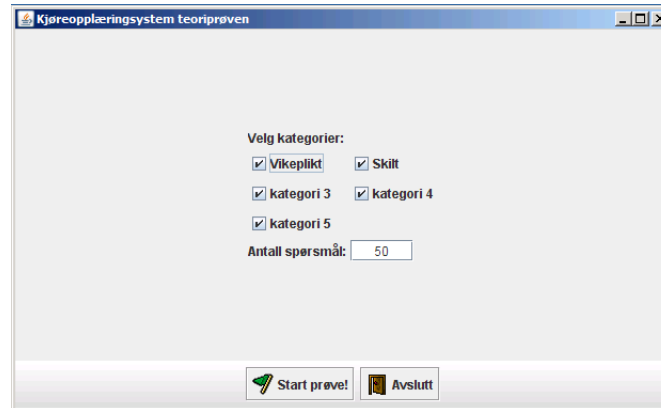 Kjøreopplæringsystem teoriprøven
Velg kategorier:
Vikeplikt Skilt
kategori 3 kategori 4
kategori 5
Antall spørsmål: 50
Start prøve! Avslutt